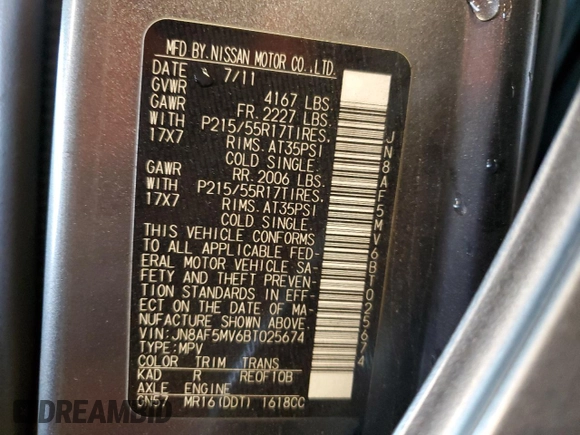 MFD BY. NISSAN MOTOR CO., LTD.
DATE 7/11
GVWR 4167 LBS.
GAWR FR. 2227 LBS.
WITH P215/55R17TIRES.
17X7 RIMS. AT35PSI
COLD SINGLE.
GAWR RR. 2006 LBS.
WITH P215/55R17TIRES.
17X7 RIMS. AT35PSI
COLD SINGLE.
THIS VEHICLE CONFORMS
TO ALL APPLICABLE FED-
ERAL MOTOR VEHICLE SA-
FETY AND THEFT PREVEN-
TION STANDARDS IN EFF-
ECT ON THE DATE OF MA-
NUFACTURE SHOWN ABOVE.
VIN:JN8AF5MV6BT025674
TYPE:MPV
COLOR TRIM TRANS
KAD R RE0F10B
AXLE ENGINE
GN57 MR16(DDT) 1618CC
JN8AF5MV6BT025674
DREAMBID